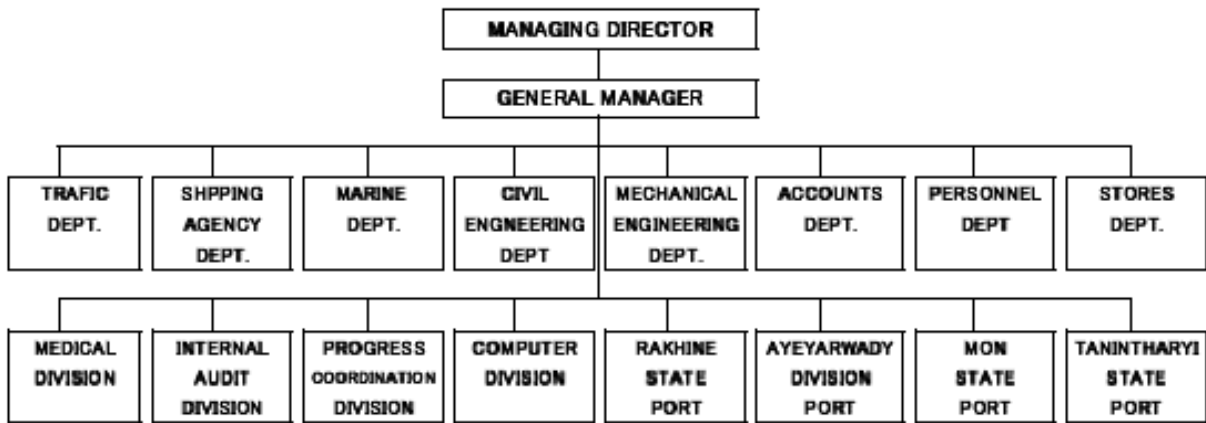 MANAGING DIRECTOR
GENERAL MANAGER
TRAFIC
DEPT.
SHPPING
AGENCY
DEPT.
MARINE
DEPT.
CIVIL
ENGNEERING
DEPT
MECHANICAL
ENGINEERING
DEPT.
ACCOUNTS
DEPT.
PERSONNEL
DEPT
STORES
DEPT.
MEDICAL
DIVISION
INTERNAL
AUDIT
DIVISION
PROGRESS
COORDINATION
DIVISION
COMPUTER
DIVISION
RAKHINE
STATE
PORT
AYEYARWADY
DIVISION
PORT
MON
STATE
PORT
TANINTHARYI
STATE
PORT